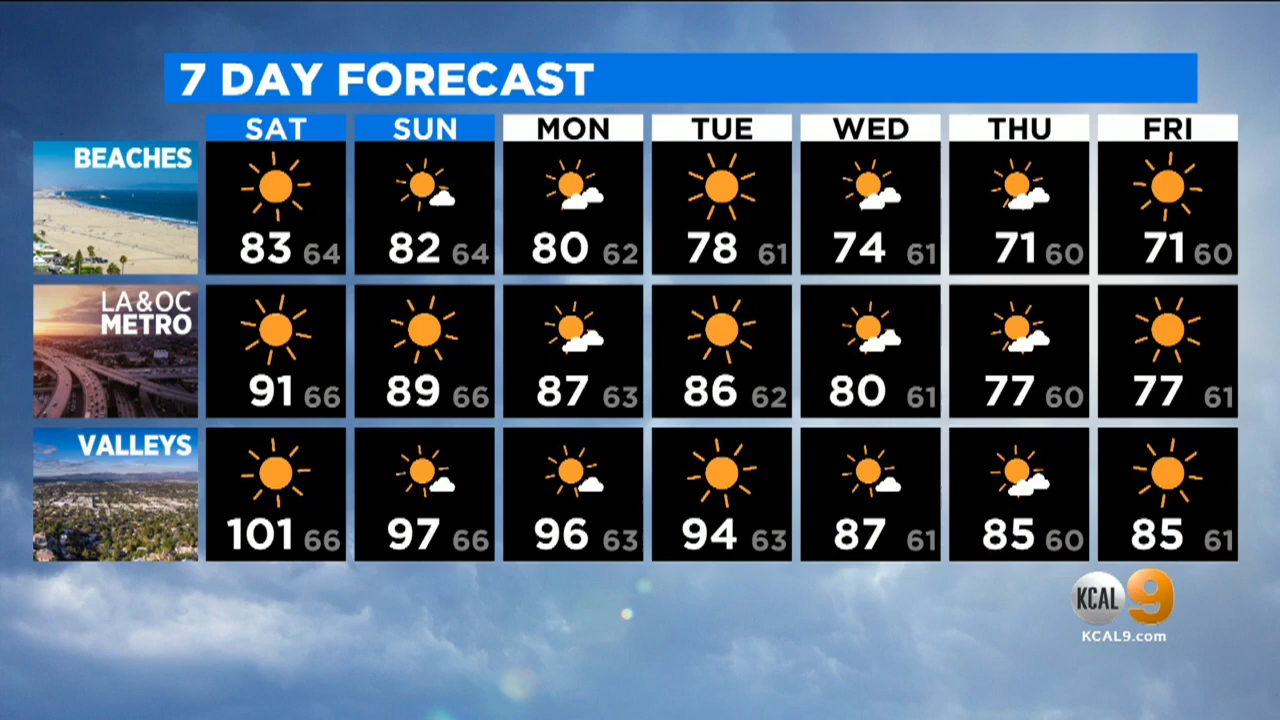 7 DAY FORECAST
SAT SUN MON TUE WED THU FRI
BEACHES
83 64 82 64 80 62 78 61 74 61 71 60 71 60
LA&OC
METRO
91 66 89 66 87 63 86 62 80 61 77 60 77 61
VALLEYS
101 66 97 66 96 63 94 63 87 61 85 60 85 61
KCAL 9
KCAL9.com